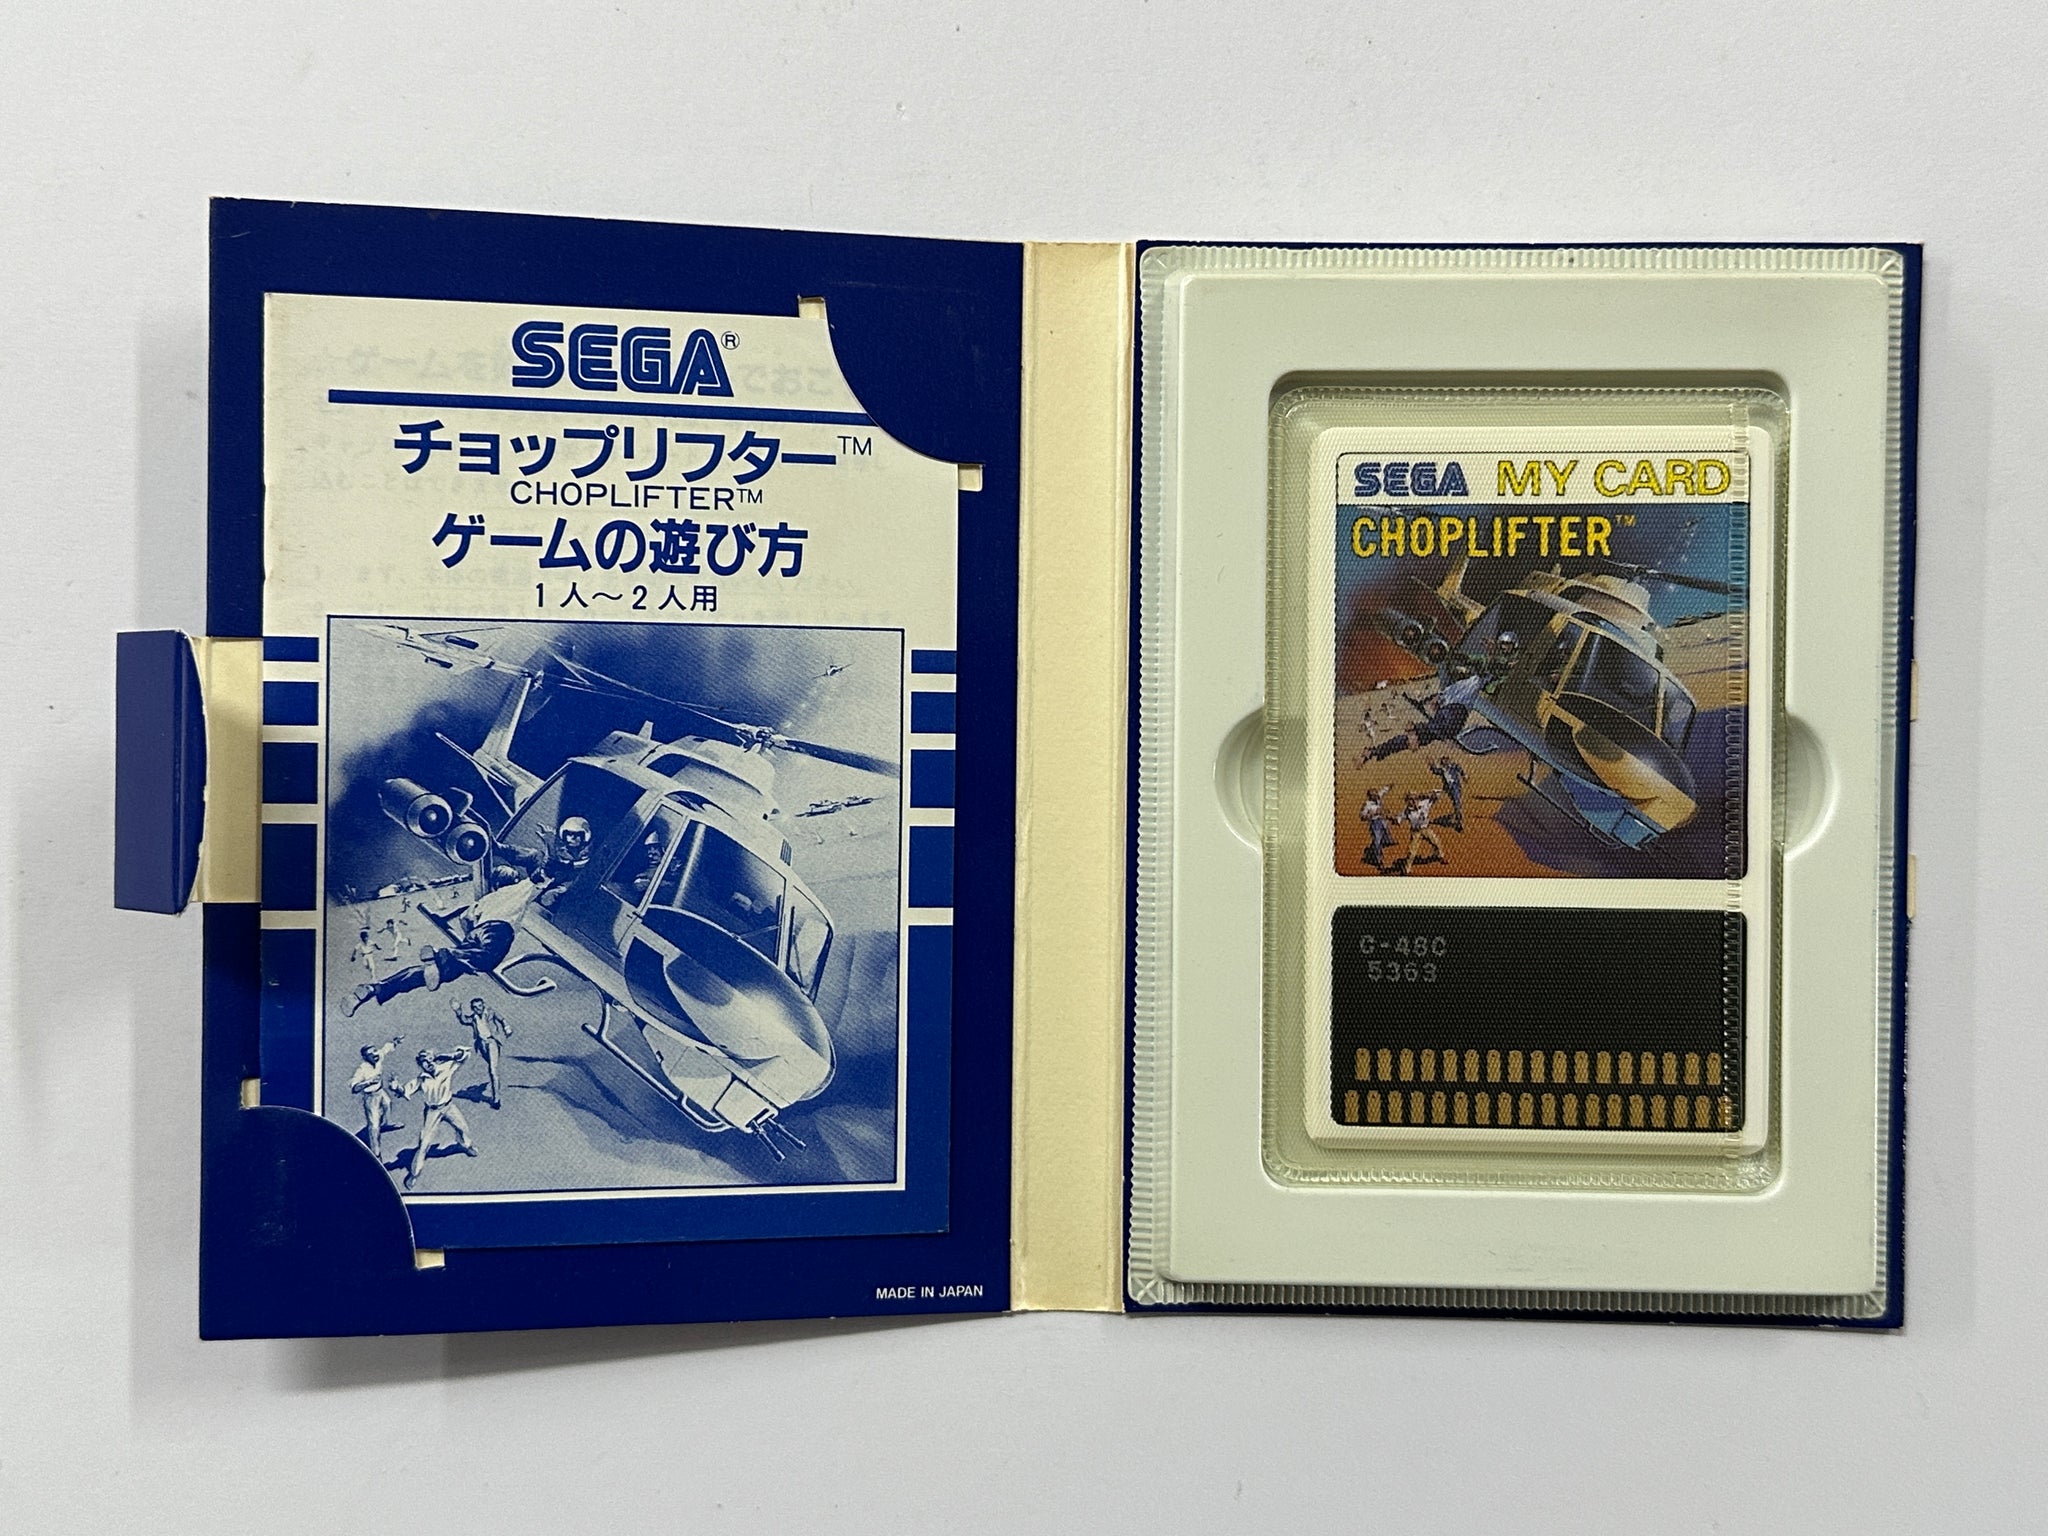 SEGA®
チョップリフター™
CHOPLIFTER™
ゲームの遊び方
1人〜2人用
MADE IN JAPAN
SEGA MY CARD
CHOPLIFTER™
G-48C
5363